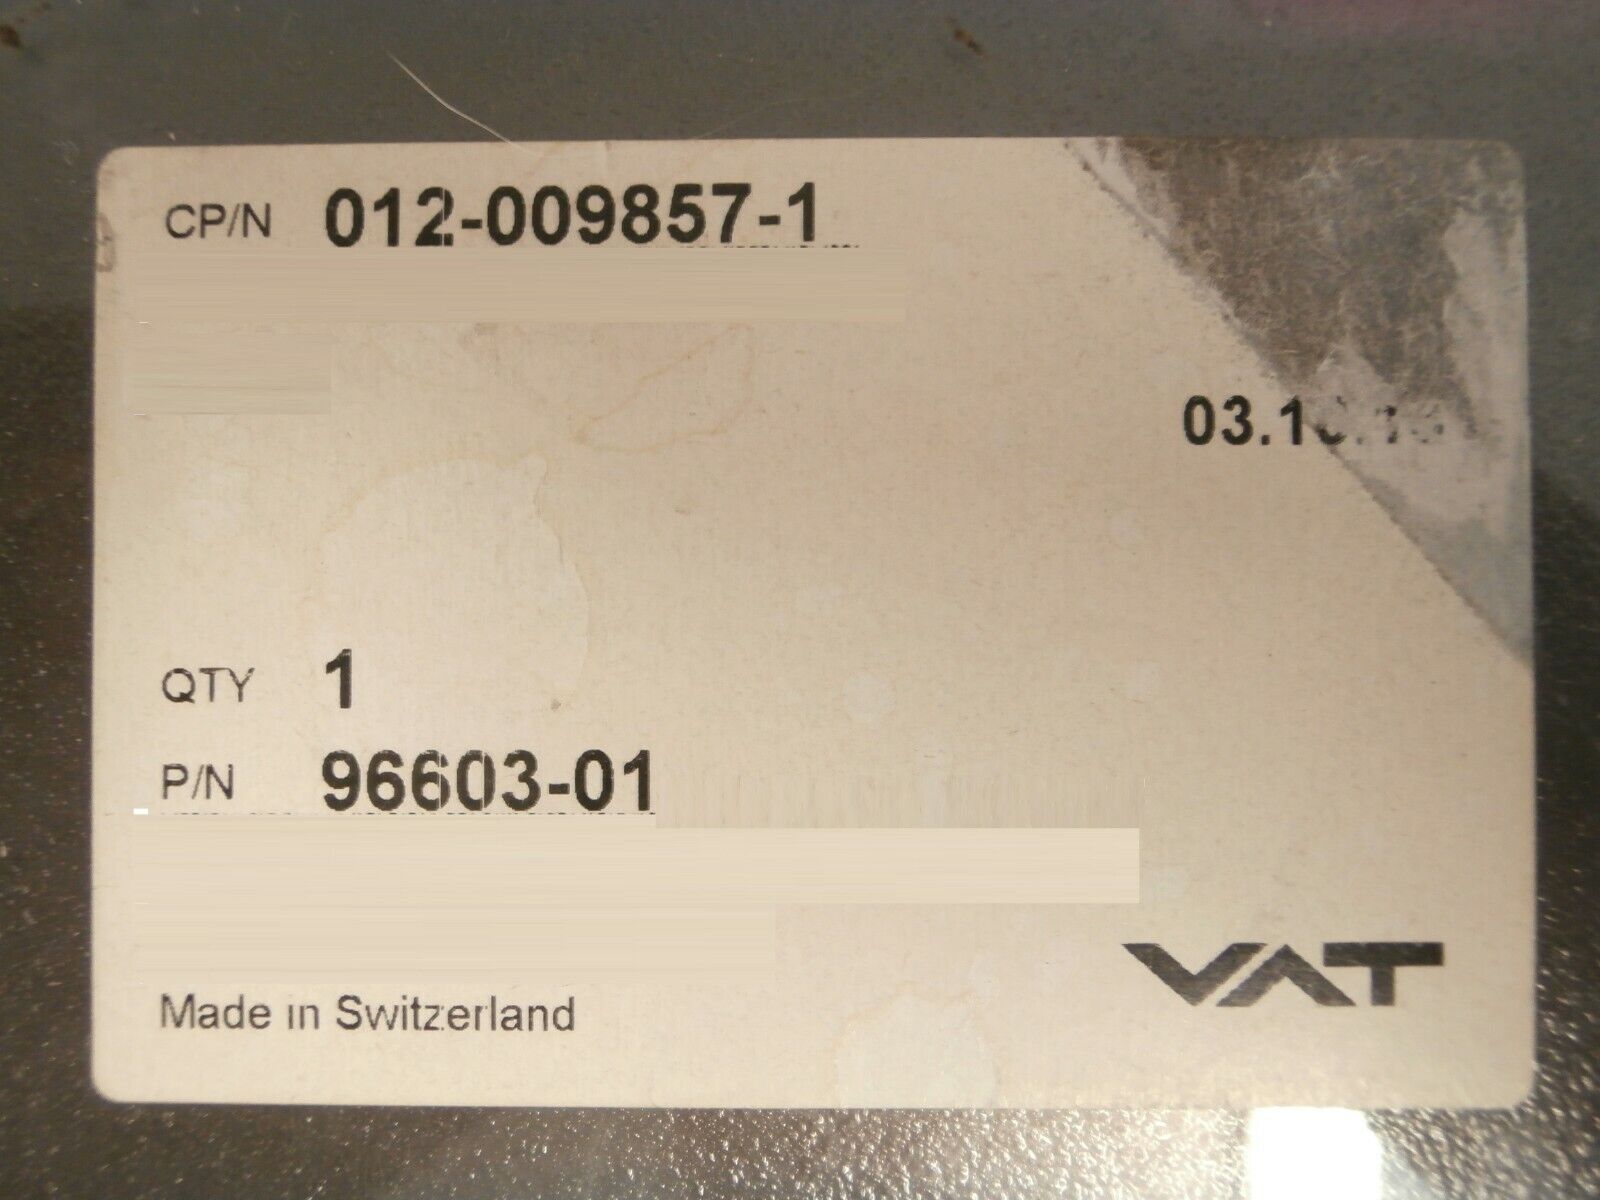 CP/N 012-009857-1
QTY 1
P/N 96603-01
Made in Switzerland
VAT